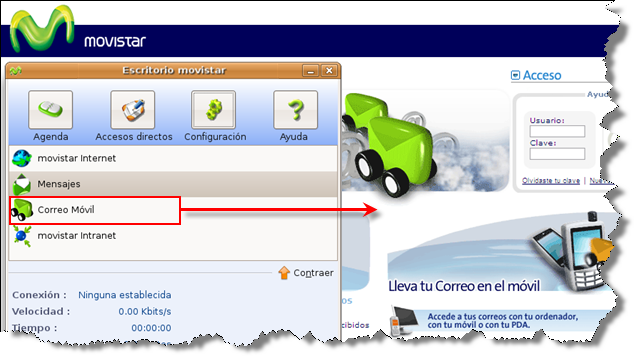 movistar
Escritorio movistar
Agenda
Accesos directos
Configuración
Ayuda
movistar Internet
Mensajes
Correo Móvil
movistar Intranet
Contraer
Conexión : Ninguna establecida
Velocidad : 0.00 Kbits/s
Tiempo : 00:00:00
Acceso
Ayud
Usuario:
Clave:
Olvidaste tu clave | Nuev
Lleva tu Correo en el móvil
Accede a tus correos con tu ordenador,
con tu móvil o con tu PDA.
os
ibidos